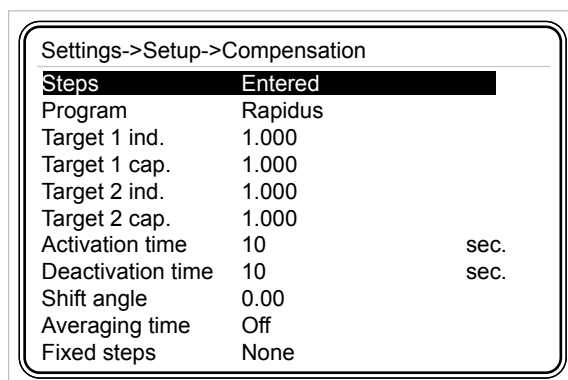 Settings->Setup->Compensation
Steps Entered
Program Rapidus
Target 1 ind. 1.000
Target 1 cap. 1.000
Target 2 ind. 1.000
Target 2 cap. 1.000
Activation time 10 sec.
Deactivation time 10 sec.
Shift angle 0.00
Averaging time Off
Fixed steps None